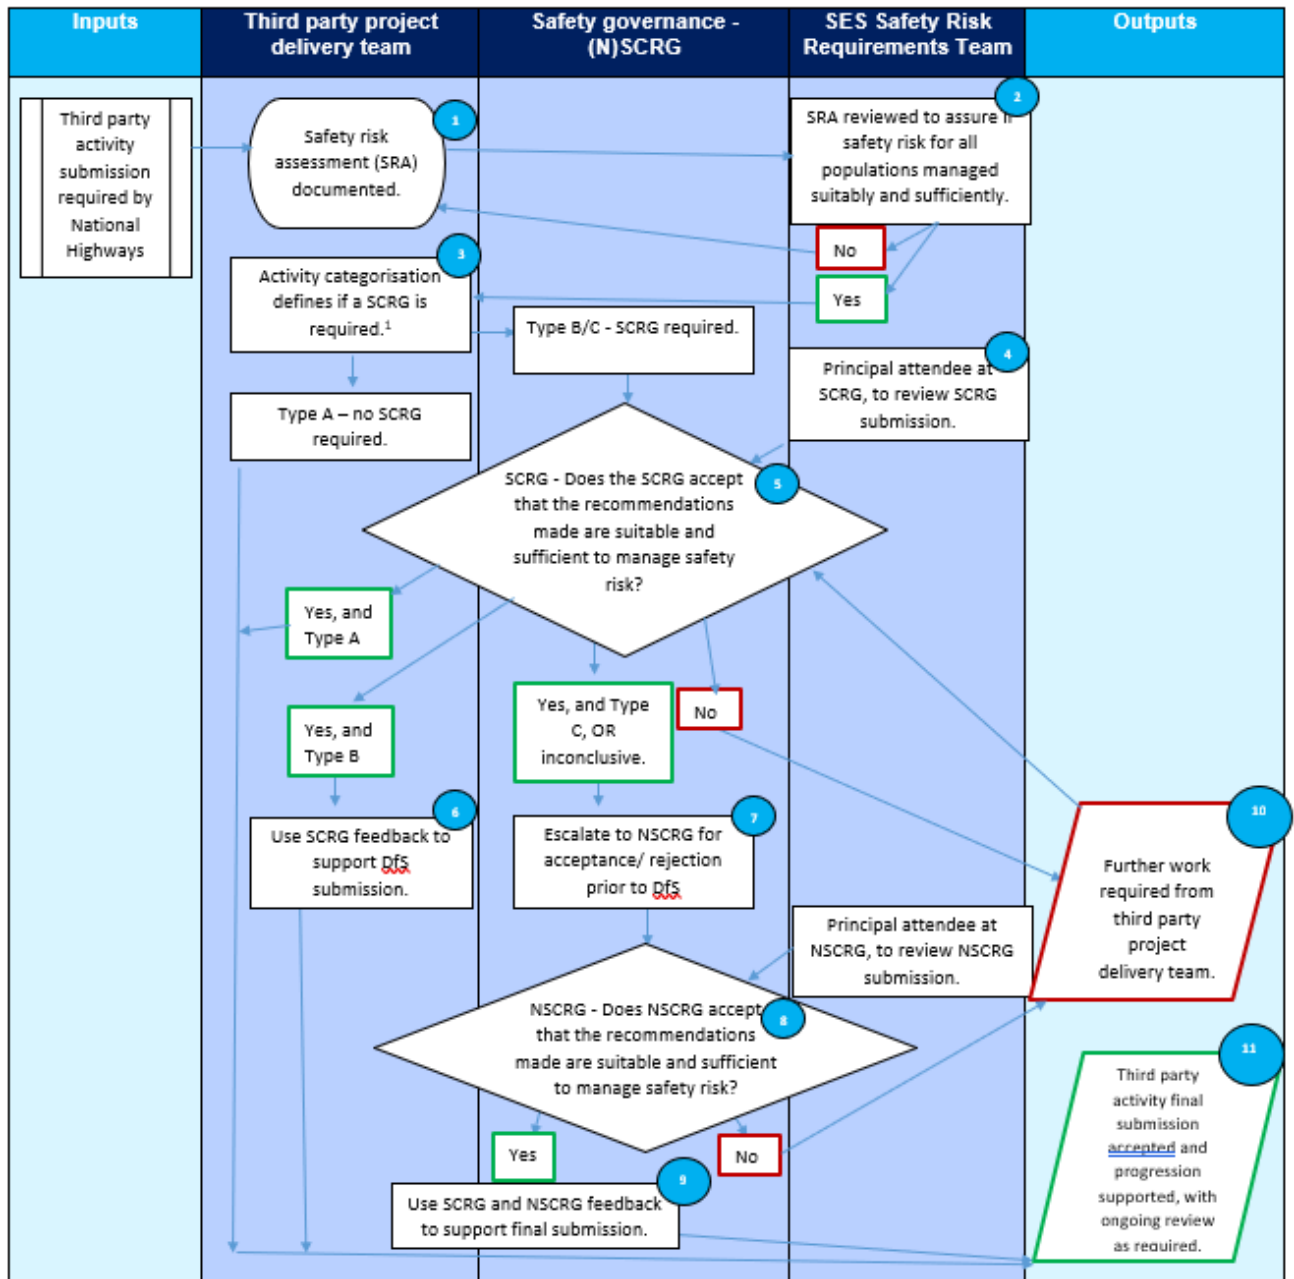 Inputs
Third party project
delivery team
Safety governance -
(N)SCRG
SES Safety Risk
Requirements Team
Outputs
Third party
activity
submission
required by
National
Highways
1
Safety risk
assessment (SRA)
documented.
2
SRA reviewed to assure if
safety risk for all
populations managed
suitably and sufficiently.
No
Yes
3
Activity categorisation
defines if a SCRG is
required.¹
Type B/C - SCRG required.
Type A – no SCRG
required.
4
Principal attendee at
SCRG, to review SCRG
submission.
5
SCRG - Does the SCRG accept
that the recommendations
made are suitable and
sufficient to manage safety
risk?
Yes, and
Type A
Yes, and
Type B
Yes, and Type
C, OR
inconclusive.
No
6
Use SCRG feedback to
support DfS
submission.
7
Escalate to NSCRG for
acceptance/ rejection
prior to DfS
Principal attendee at
NSCRG, to review NSCRG
submission.
8
NSCRG - Does NSCRG accept
that the recommendations
made are suitable and sufficient
to manage safety risk?
Yes
No
9
Use SCRG and NSCRG feedback
to support final submission.
10
Further work
required from
third party
project
delivery team.
11
Third party
activity final
submission
accepted and
progression
supported, with
ongoing review
as required.